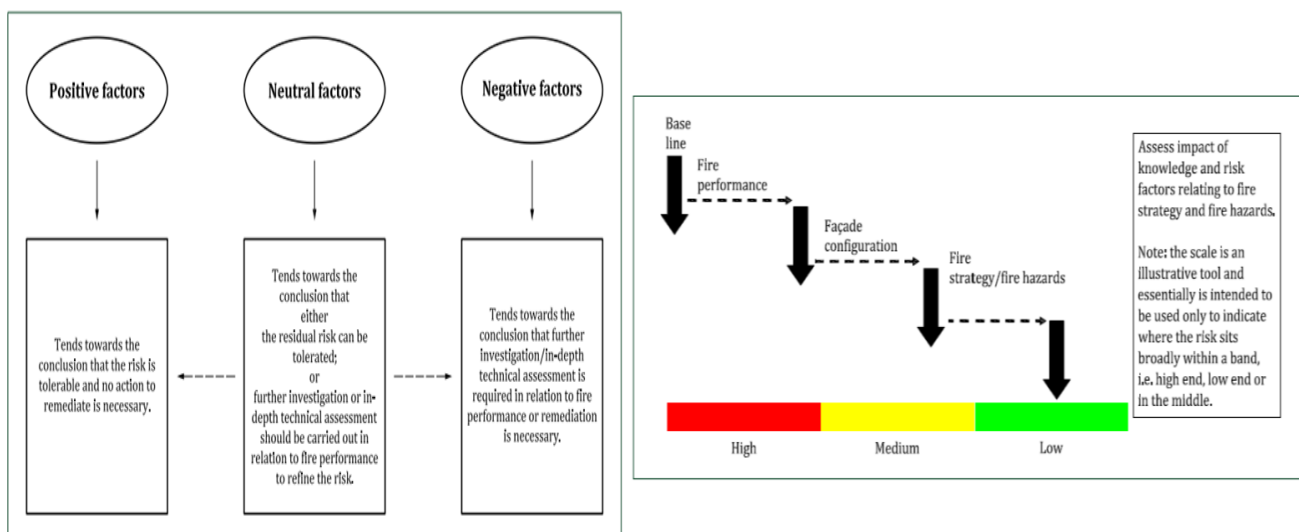 Positive factors
Neutral factors
Negative factors
Tends towards the
conclusion that the risk is
tolerable and no action to
remediate is necessary.
Tends towards the
conclusion that
either
the residual risk can be
tolerated;
or
further investigation or in-
depth technical assessment
should be carried out in
relation to fire performance
to refine the risk.
Tends towards the
conclusion that further
investigation/in-depth
technical assessment is
required in relation to fire
performance or remediation
is necessary.
Base
line
Fire
performance
Façade
configuration
Fire
strategy/fire hazards
High
Medium
Low
Assess impact of
knowledge and risk
factors relating to fire
strategy and fire hazards.
Note: the scale is an
illustrative tool and
essentially is intended to
be used only to indicate
where the risk sits
broadly within a band,
i.e. high end, low end or
in the middle.